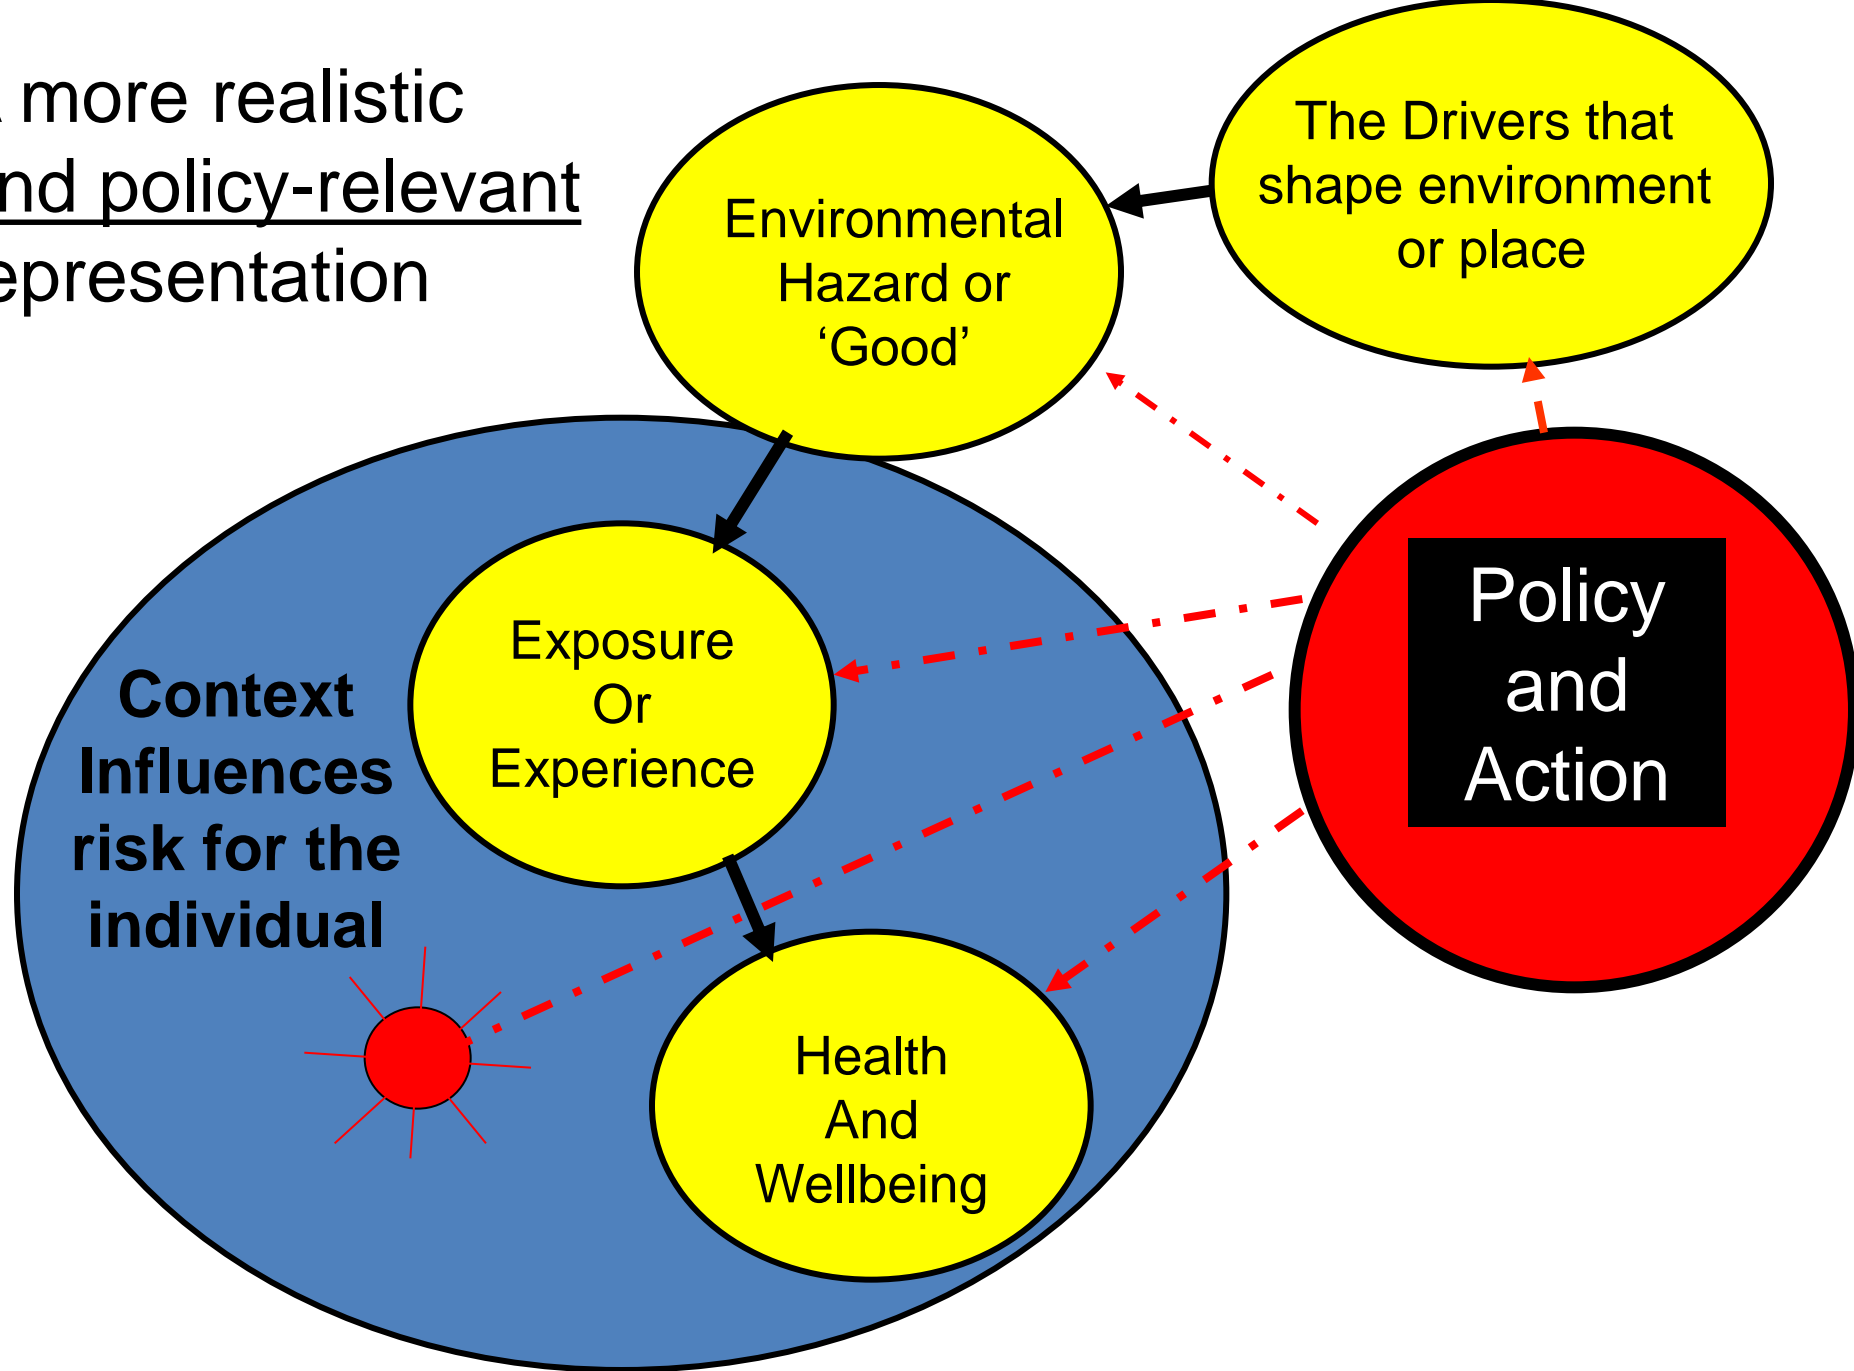 more realistic
nd policy-relevant
epresentation
The Drivers that
shape environment
or place
Environmental
Hazard or
‘Good’
Policy
and
Action
Exposure
Or
Experience
Context
Influences
risk for the
individual
Health
And
Wellbeing